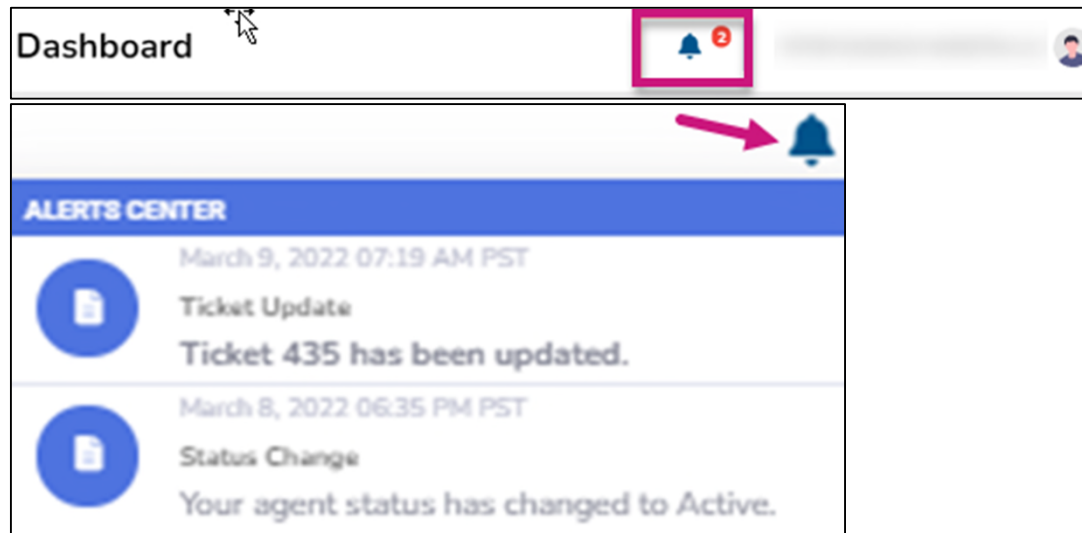 Dashboard
2
ALERTS CENTER
March 9, 2022 07:19 AM PST
Ticket Update
Ticket 435 has been updated.
March 8, 2022 06:35 PM PST
Status Change
Your agent status has changed to Active.